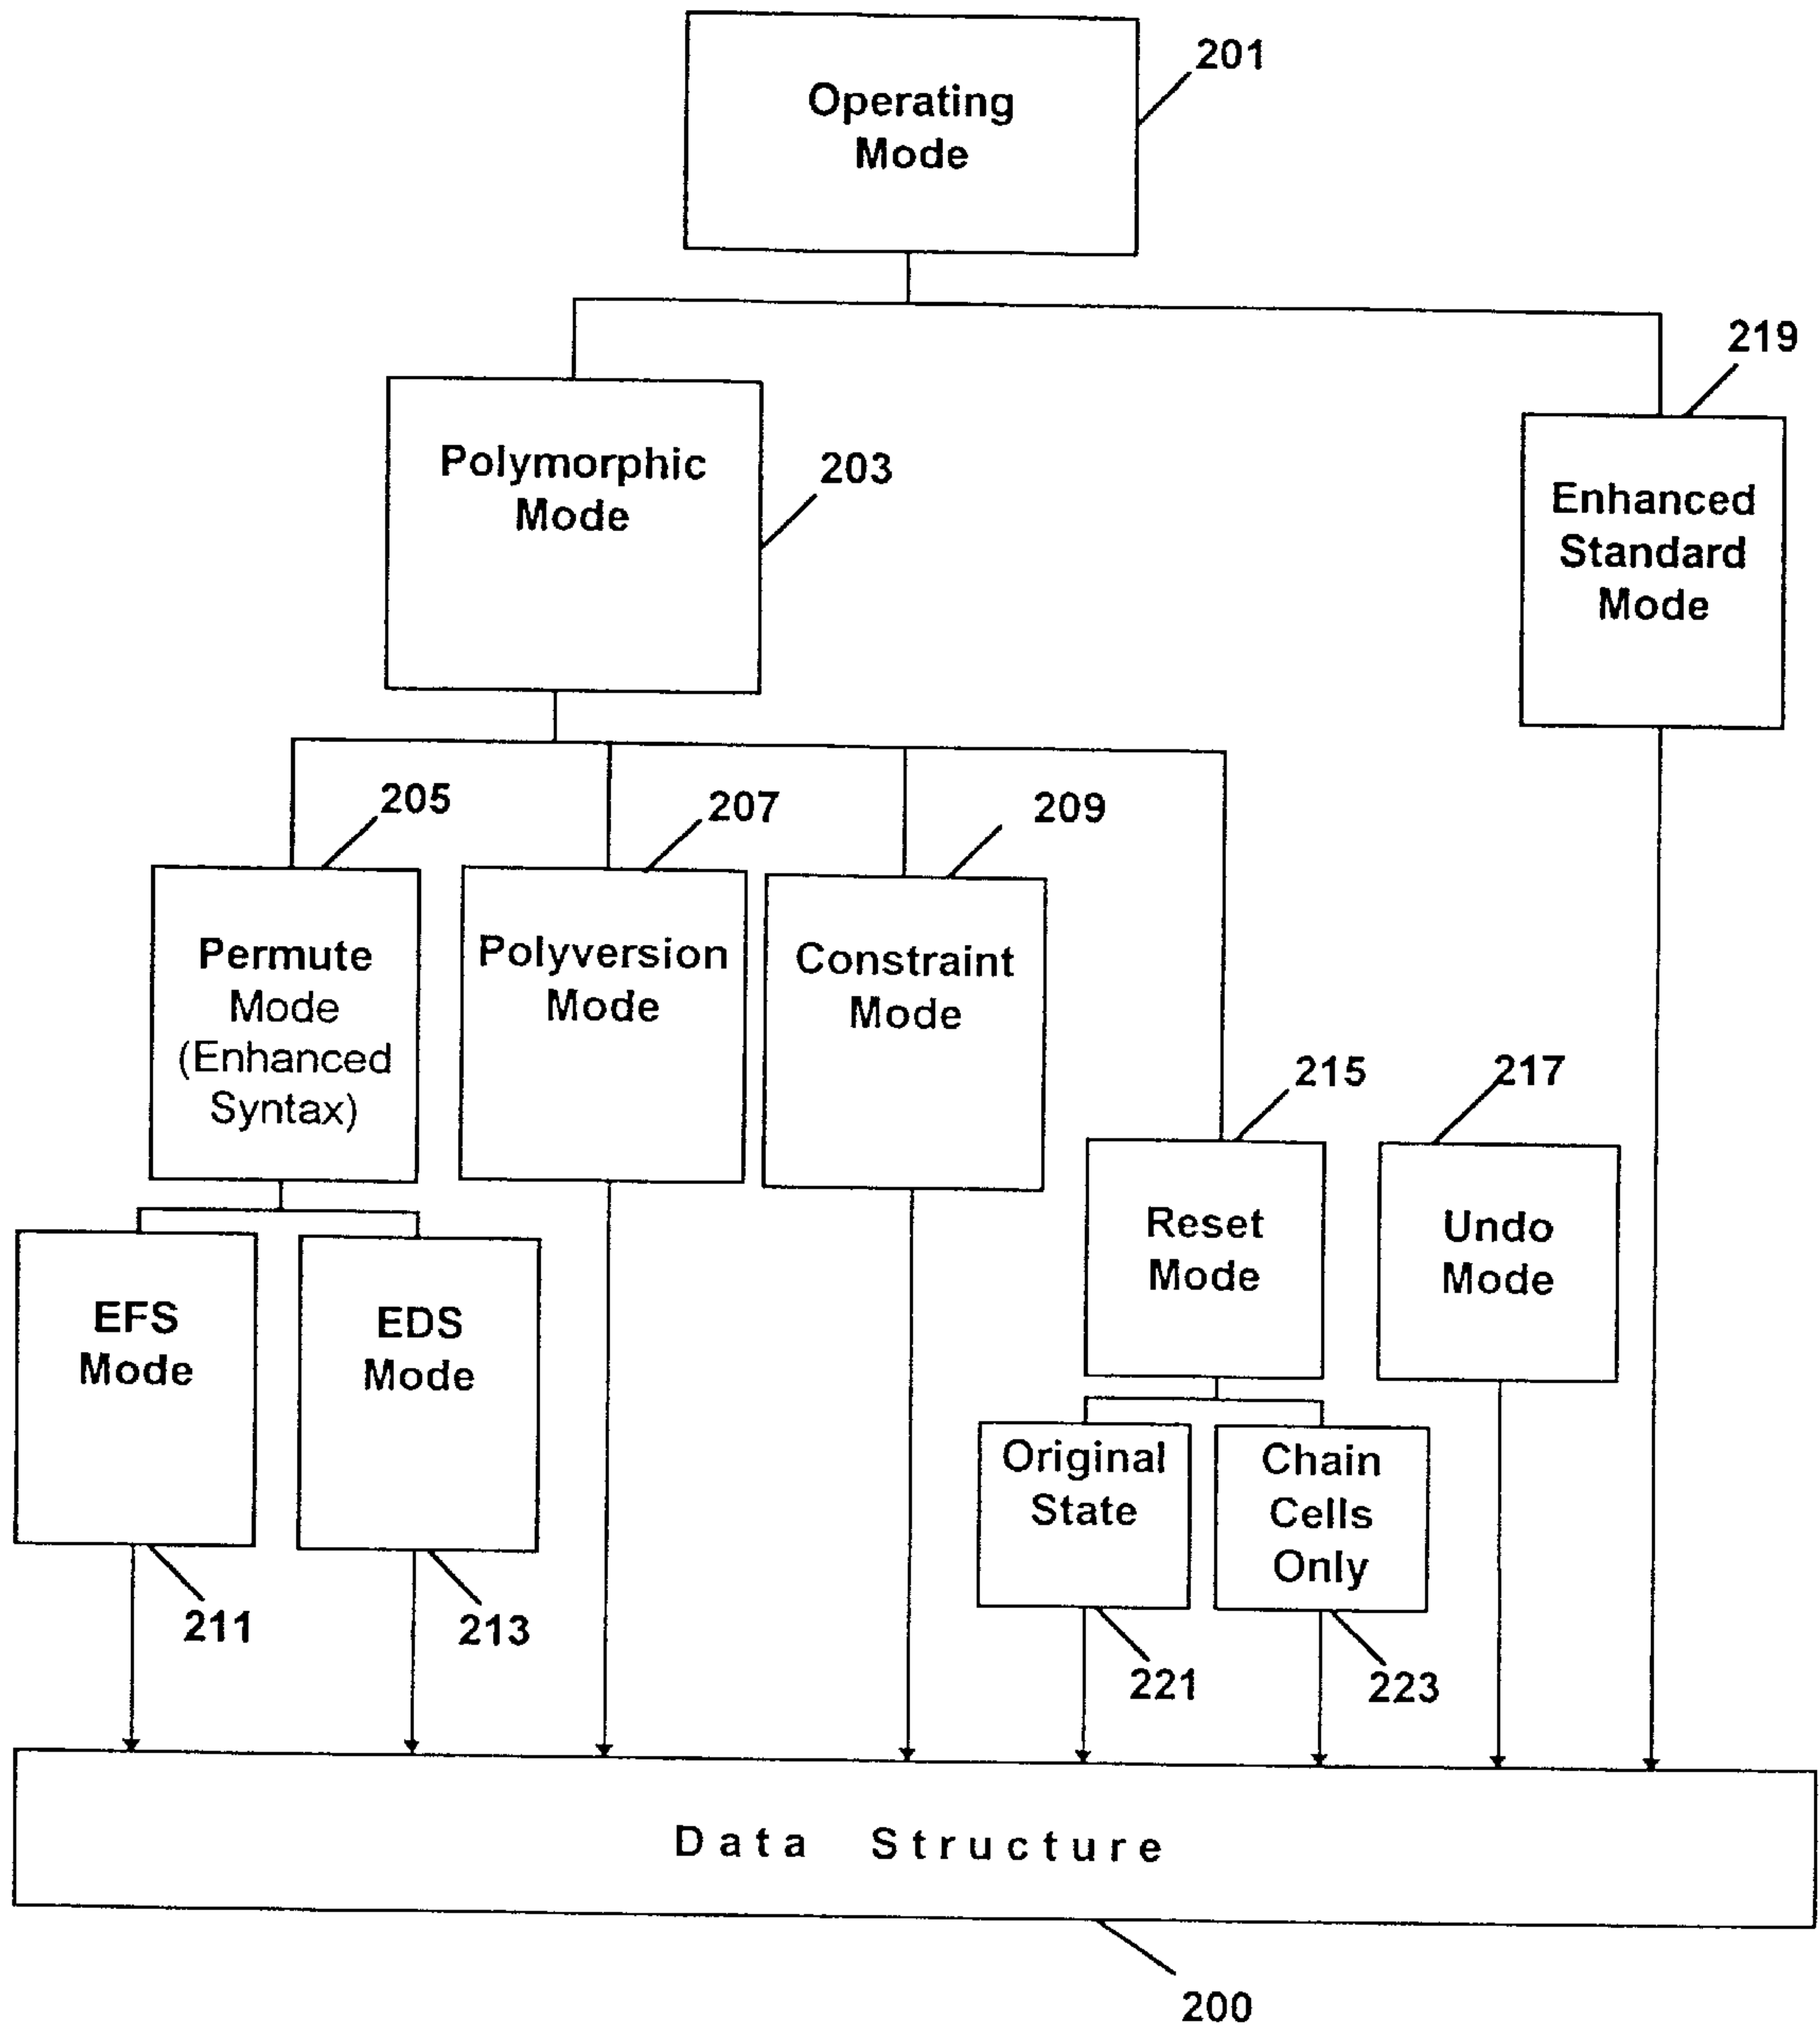 201
Operating
Mode
219
Polymorphic
Mode
203
Enhanced
Standard
Mode
205
207
209
Permute
Mode
(Enhanced
Syntax)
Polyversion
Mode
Constraint
Mode
215
217
Reset
Mode
Undo
Mode
EFS
Mode
EDS
Mode
Original
State
Chain
Cells
Only
211
213
221
223
Data Structure
200